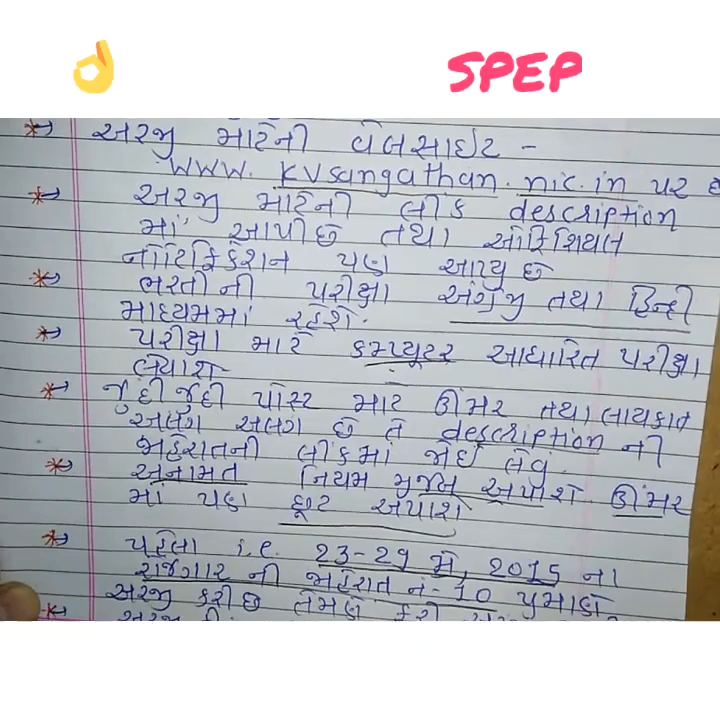 SPEP
અરજી માટેની વેબસાઇટ -
www.kvsangathan.nic.in પર
અરજી માટેની લીંક description
માં આપી છે તથા ઓફિશિયલ
નોટિફિકેશન પણ આપ્યુ છે
ભરતીની પરીક્ષા અંગ્રેજી તથા હિન્દી
માધ્યમમાં રહેશે.
પરીક્ષા માટે કમ્પ્યુટર આધારિત પરીક્ષા
લેવાશે
જુદી જુદી પોસ્ટ માટે ઊંમર તથા લાયકાત
અલગ અલગ છે તે description ની
જાહેરાતની લીંકમાં જોઈ લેવું.
અનામત નિયમ મુજબ અપાશે ઊંમર
માં પણ છૂટ અપાશે
પહેલા i.e. 23-29 મે, 2015 ના
રોજગાર ની જાહેરાત નં-10 પ્રમાણે
અરજી કરી છે તેમણે ફરી